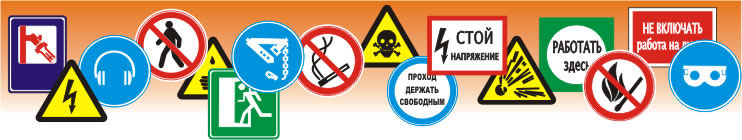 СТОЙ
НАПРЯЖЕНИЕ
РАБОТАТЬ
здесь
НЕ ВКЛЮЧАТЬ
работа на
ПРОХОД
ДЕРЖАТЬ
СВОБОДНЫМ